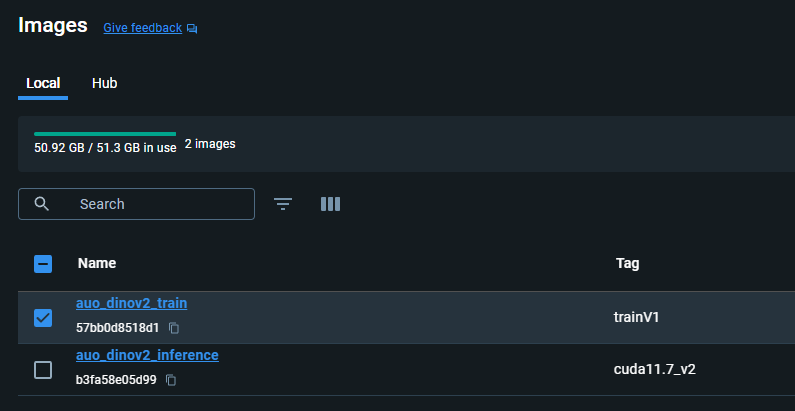 Images Give feedback
Local Hub
50.92 GB / 51.3 GB in use 2 images
Search
Name Tag
auo_dinov2_train
57bb0d8518d1 trainV1
auo_dinov2_inference
b3fa58e05d99 cuda11.7_v2